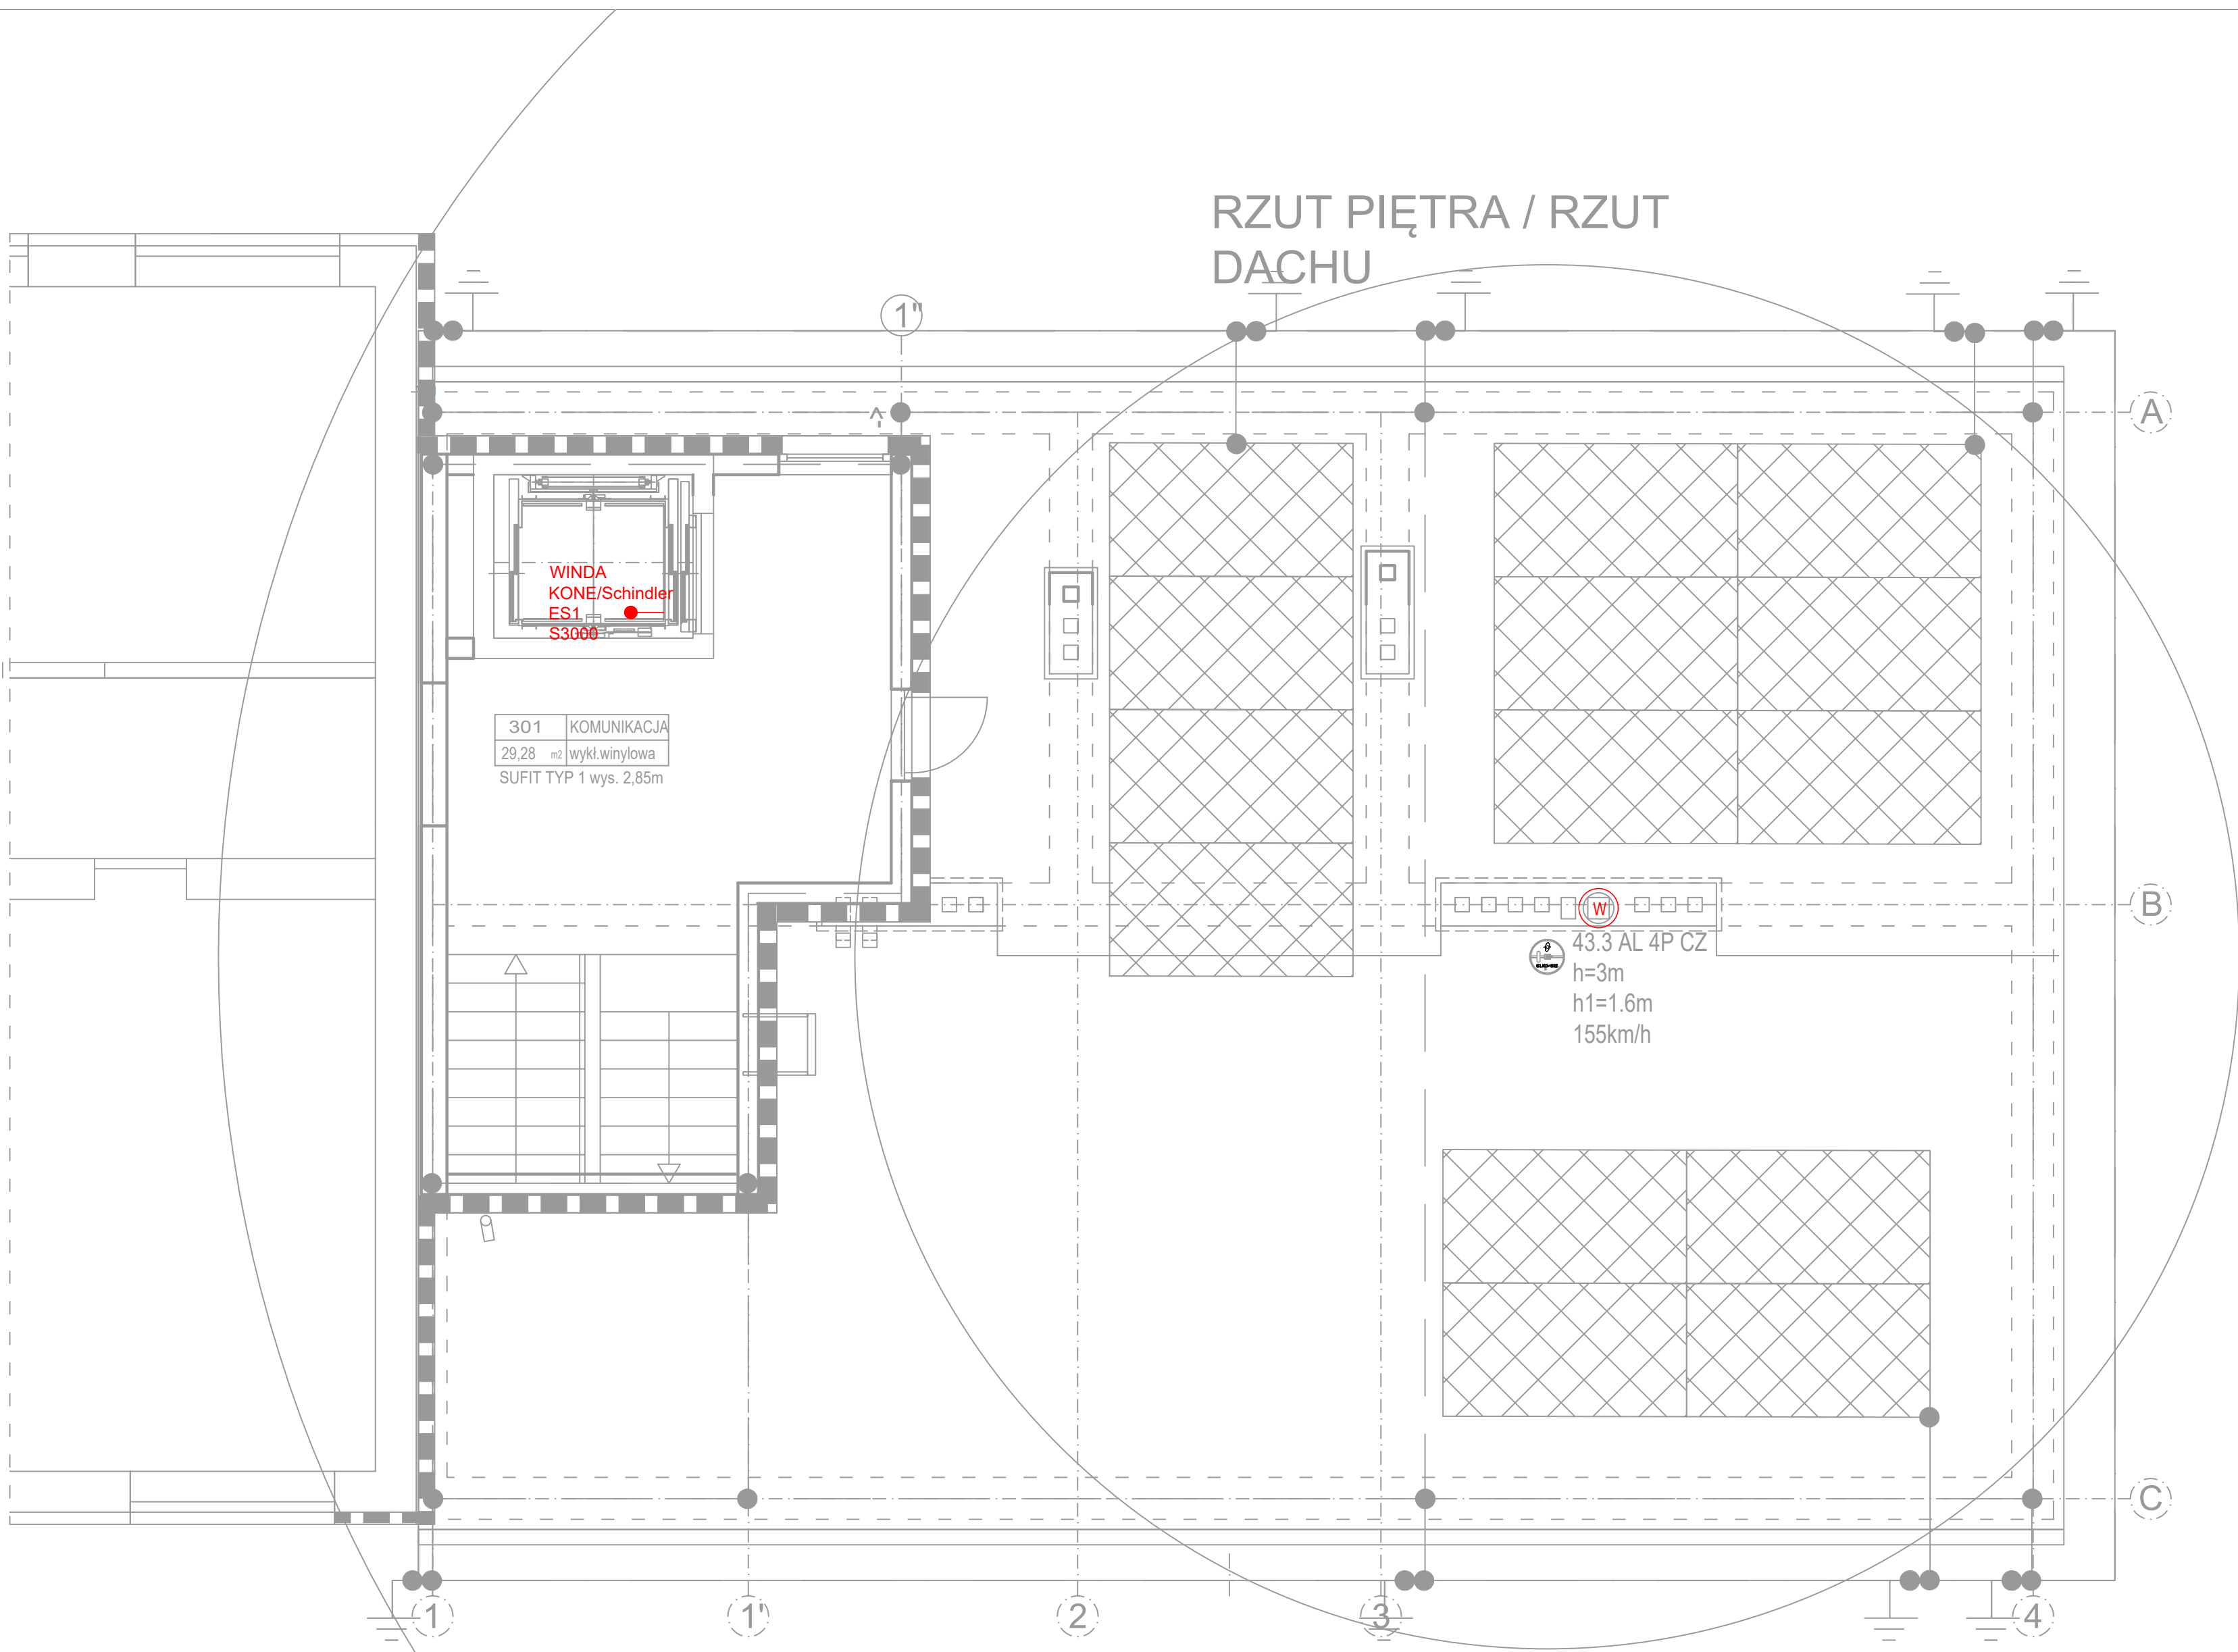 RZUT PIĘTRA / RZUT
DACHU
1"
A
WINDA
KONE/Schindler
ES1
S3000
301 KOMUNIKACJA
29,28 m2 wykł.winylowa
SUFIT TYP 1 wys. 2,85m
W
B
43.3 AL 4P CZ
h=3m
h1=1.6m
155km/h
C
1
1'
2
3
4